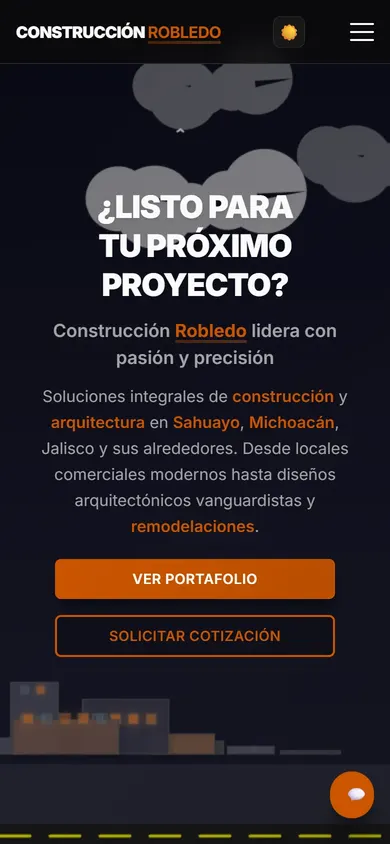 CONSTRUCCIÓN ROBLEDO
¿LISTO PARA
TU PRÓXIMO
PROYECTO?
Construcción Robledo lidera con
pasión y precisión
Soluciones integrales de construcción y
arquitectura en Sahuayo, Michoacán,
Jalisco y sus alrededores. Desde locales
comerciales modernos hasta diseños
arquitectónicos vanguardistas y
remodelaciones.
VER PORTAFOLIO
SOLICITAR COTIZACIÓN